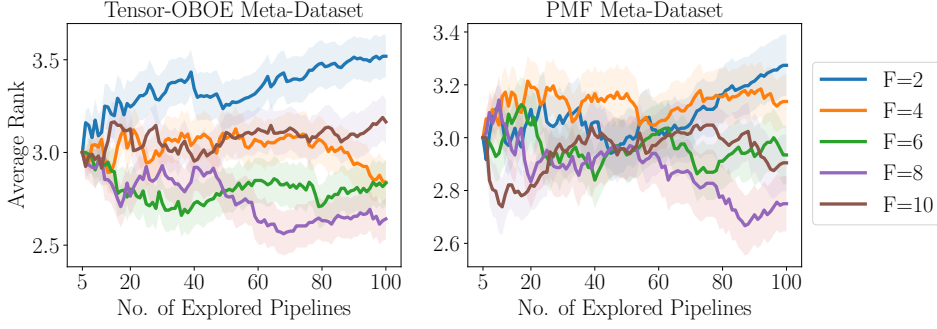 Tensor-OBOE Meta-Dataset
PMF Meta-Dataset
Average Rank
3.5
3.0
2.5
3.4
3.2
3.0
2.8
2.6
5 20 40 60 80 100
5 20 40 60 80 100
No. of Explored Pipelines
No. of Explored Pipelines
F=2
F=4
F=6
F=8
F=10